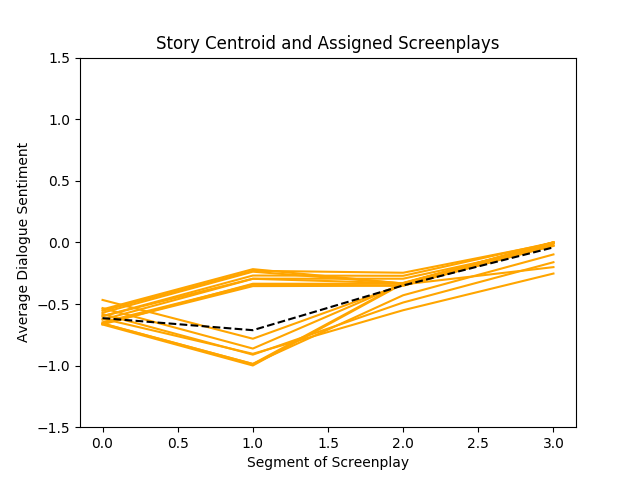 Story Centroid and Assigned Screenplays
1.5
1.0
0.5
0.0
−0.5
−1.0
−1.5
Average Dialogue Sentiment
0.0 0.5 1.0 1.5 2.0 2.5 3.0
Segment of Screenplay